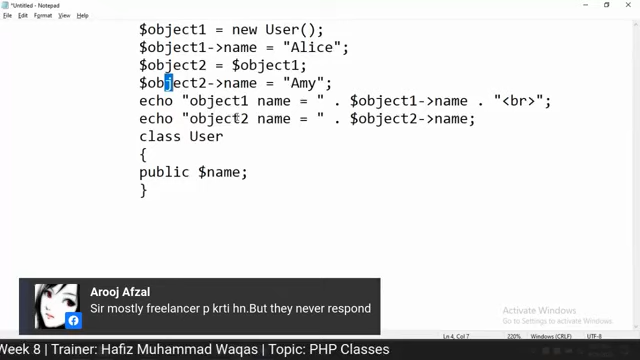 *Untitled - Notepad
File Edit Format View Help
$object1 = new User();
$object1->name = "Alice";
$object2 = $object1;
$object2->name = "Amy";
echo "object1 name = " . $object1->name . "<br>";
echo "object2 name = " . $object2->name;
class User
{
public $name;
}
Arooj Afzal
Sir mostly freelancer p krti hn.But they never respond
Activate Windows
Go to Settings to activate Windows.
Ln 4, Col 7 220% Windows (CRLF) UTF-8
Week 8 | Trainer: Hafiz Muhammad Waqas | Topic: PHP Classes